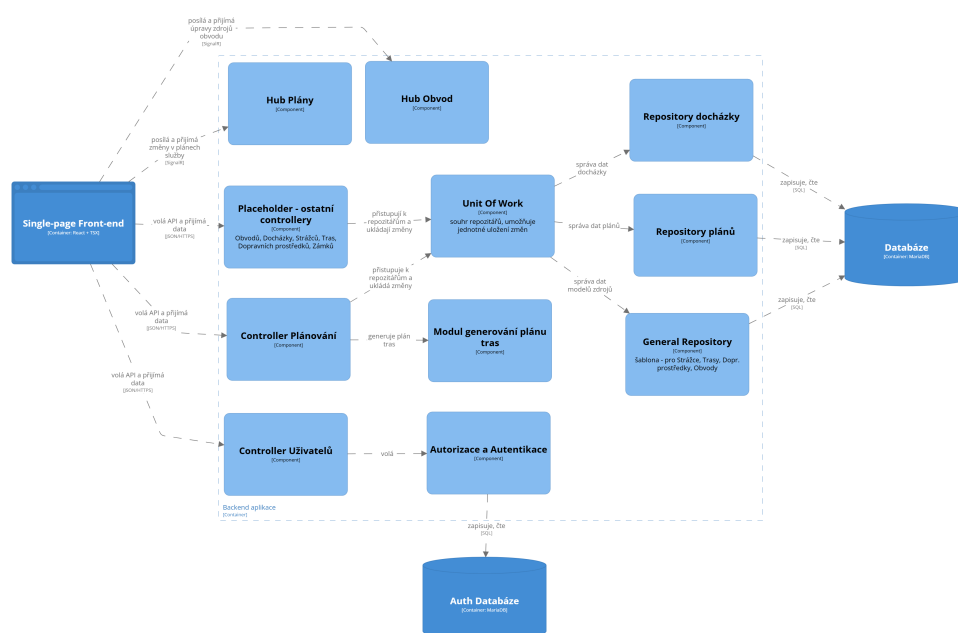 posílá a přijímá
úpravy zdrojů
obvodu
[SignalR]
Hub Plány
[Component]
Hub Obvod
[Component]
Repository docházky
[Component]
posílá a přijímá
změny v plánech
služby
[SignalR]
správa dat
docházky
zapisuje, čte
[SQL]
Single-page Front-end
[Container: React + TSX]
volá API a přijímá
data
[JSON/HTTPS]
Placeholder - ostatní
controllery
[Component]
Obvodů, Docházky, Strážců, Tras,
Dopravních prostředků, Zámků
přistupují k
repozitářům a
ukládají změny
Unit Of Work
[Component]
souhr repozitářů, umožňuje
jednotné uložení změn
správa dat plánů
Repository plánů
[Component]
zapisuje, čte
[SQL]
Databáze
[Container: MariaDB]
přistupuje k
repozitářům a
ukládá změny
správa dat
modelů zdrojů
zapisuje, čte
[SQL]
volá API a přijímá
data
[JSON/HTTPS]
Controller Plánování
[Component]
generuje plán
tras
Modul generování plánu
tras
[Component]
General Repository
[Component]
šablona - pro Strážce, Trasy, Dopr.
prostředky, Obvody
volá API a přijímá
data
[JSON/HTTPS]
Controller Uživatelů
[Component]
volá
Autorizace a Autentikace
[Component]
Backend aplikace
[Container]
zapisuje, čte
[SQL]
Auth Databáze
[Container: MariaDB]